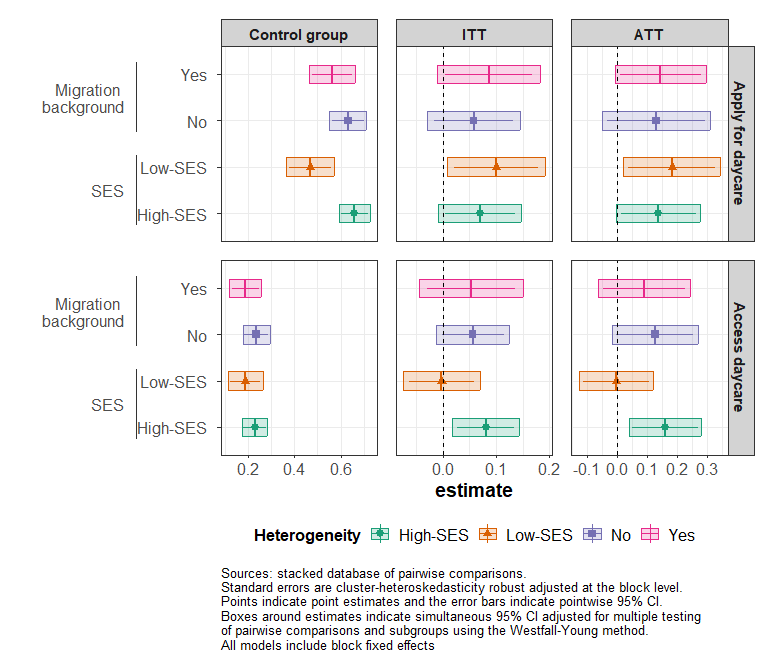 Control group
ITT
ATT
Migration
background
Yes
No
SES
Low-SES
High-SES
Apply for daycare
Migration
background
Yes
No
SES
Low-SES
High-SES
Access daycare
0.2 0.4 0.6
0.0 0.1 0.2
-0.1 0.0 0.1 0.2 0.3
estimate
Heterogeneity High-SES Low-SES No Yes
Sources: stacked database of pairwise comparisons.
Standard errors are cluster-heteroskedasticity robust adjusted at the block level.
Points indicate point estimates and the error bars indicate pointwise 95% CI.
Boxes around estimates indicate simultaneous 95% CI adjusted for multiple testing
of pairwise comparisons and subgroups using the Westfall-Young method.
All models include block fixed effects